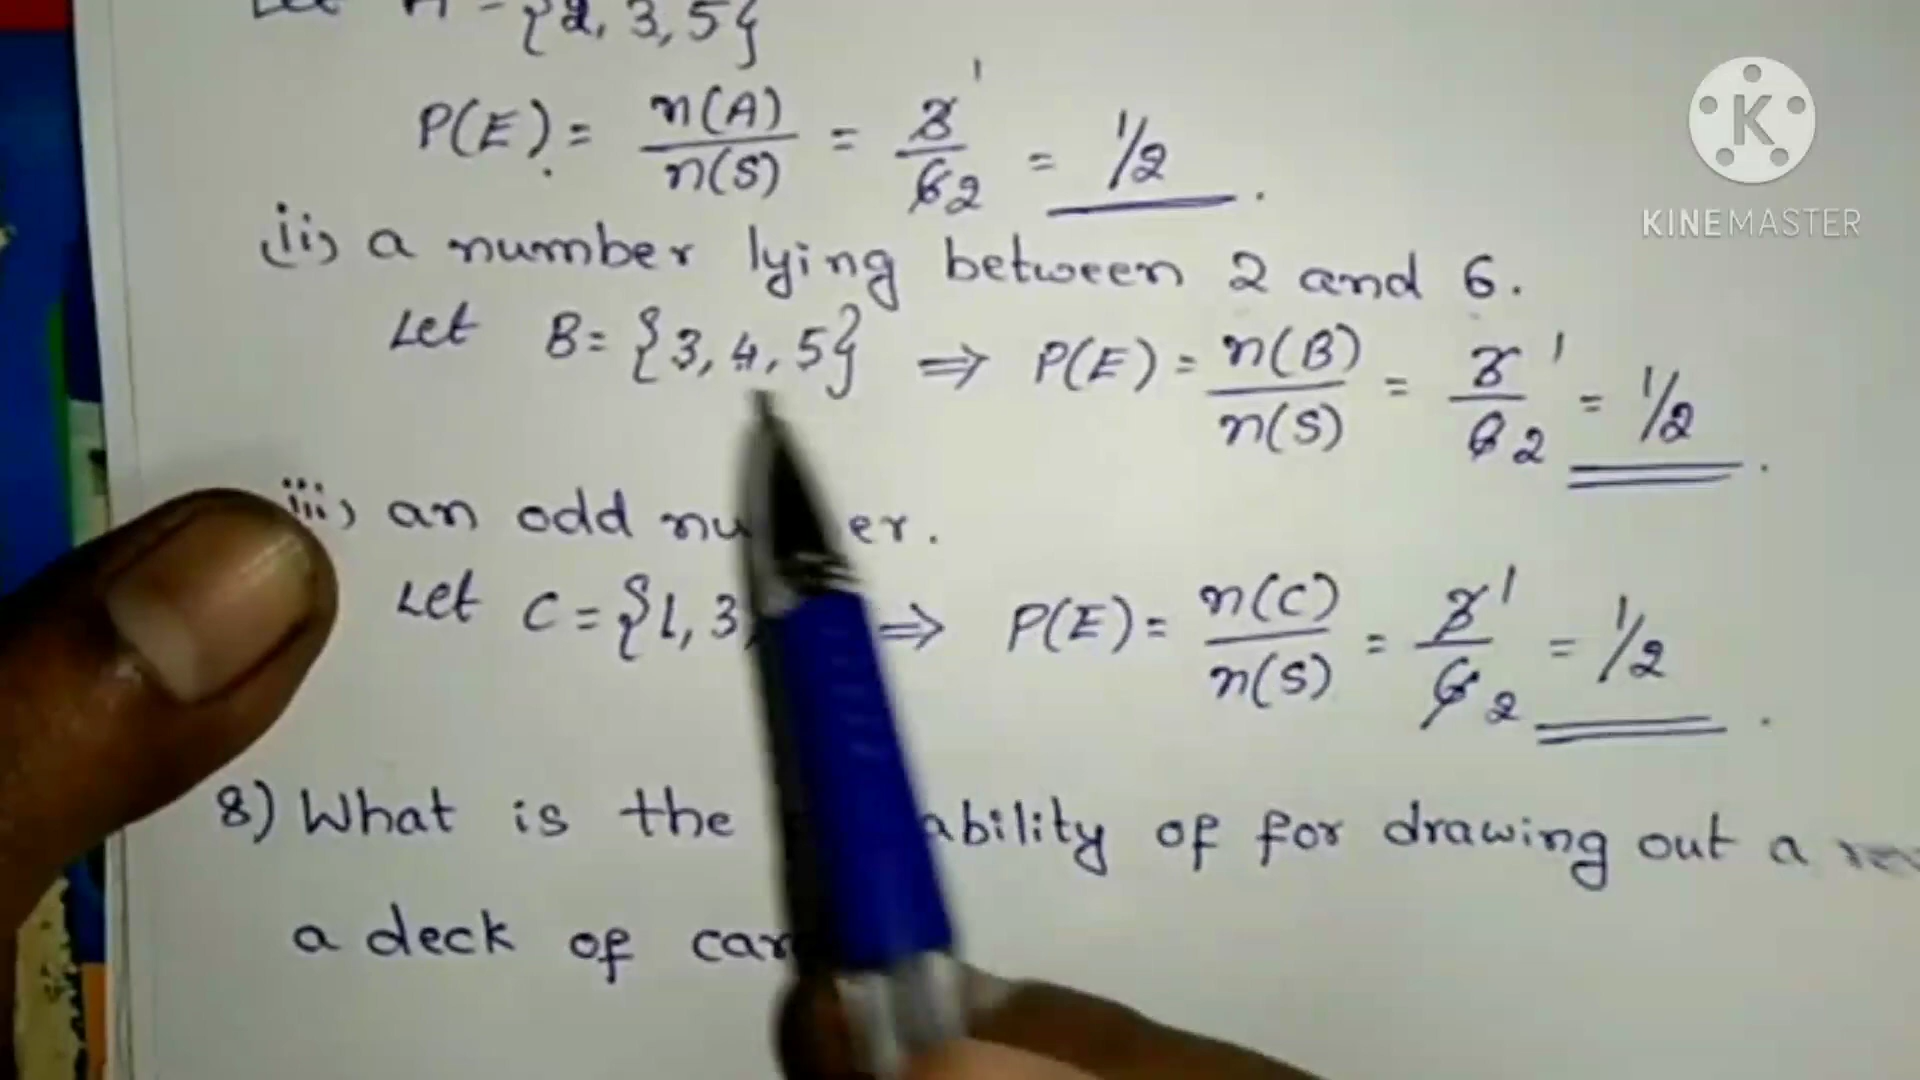 Let A = {2, 3, 5}
P(E) = n(A)/n(S) = 3/6 1 2 = 1/2.
(ii) a number lying between 2 and 6.
Let B = {3, 4, 5} ⇒ P(E) = n(B)/n(S) = 3/6 1 2 = 1/2.
iii) an odd er.
Let C = {1, 3, ⇒ P(E) = n(C)/n(S) = 3/6 1 2 = 1/2.
8) What is the ability of for drawing out a
a deck of car
K
KINEMASTER